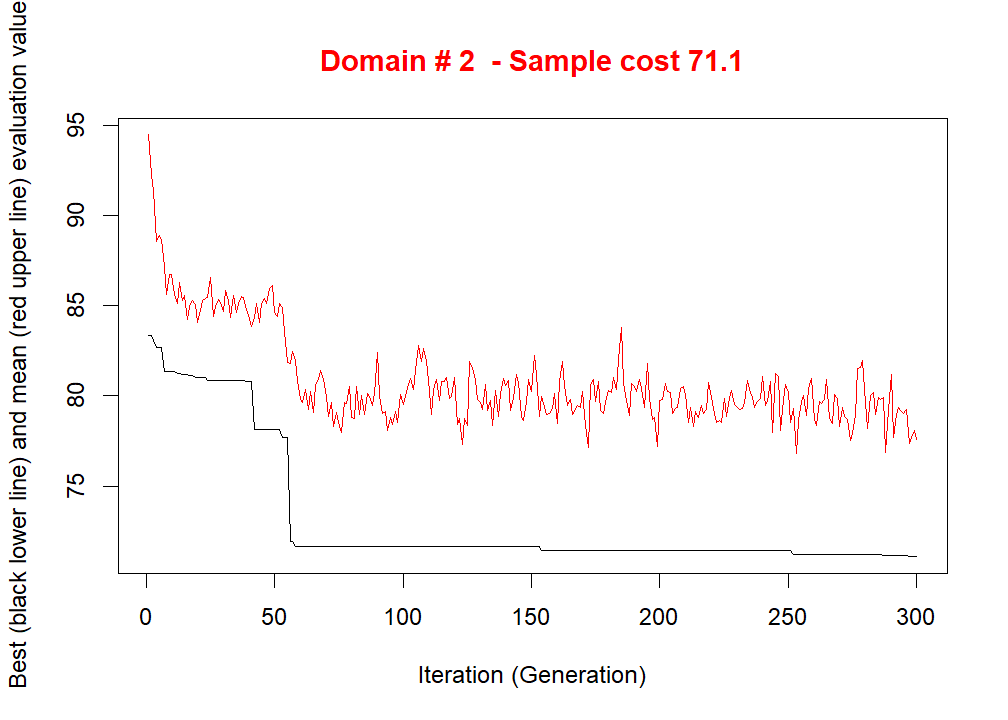 Domain # 2  - Sample cost 71.1
Best (black lower line) and mean (red upper line) evaluation value
95
90
85
80
75
0 50 100 150 200 250 300
Iteration (Generation)